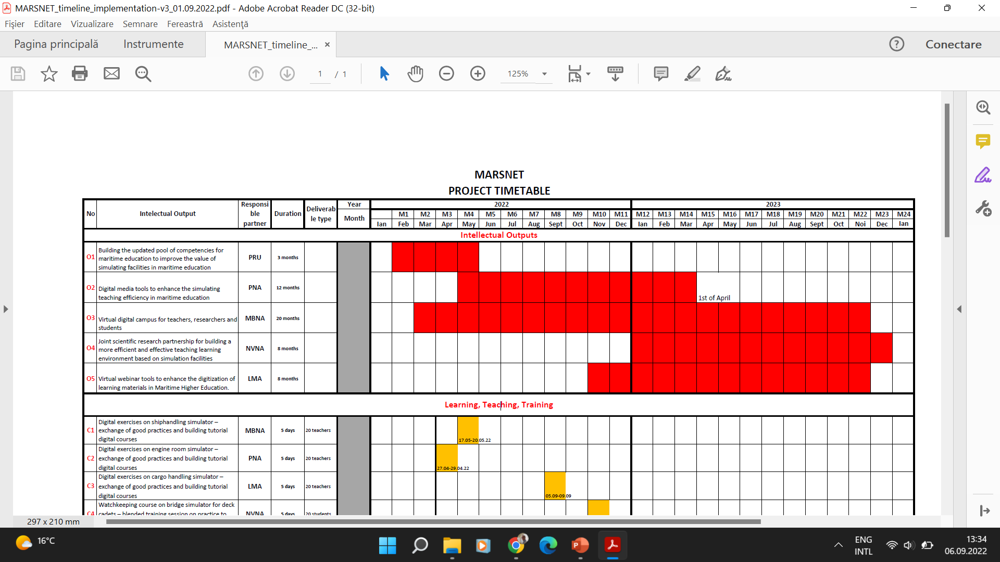 MARSNET_timeline_implementation-v3_01.09.2022.pdf - Adobe Acrobat Reader DC (32-bit)
Fișier Editare Vizualizare Semnare Fereastră Asistență
Pagina principală Instrumente MARSNET_timeline_... × Conectare
1 / 1 125%
MARSNET
PROJECT TIMETABLE
No Intelectual Output Responsi Duration Deliverab Year 2022 2023
ble le type Month M1 M2 M3 M4 M5 M6 M7 M8 M9 M10 M11 M12 M13 M14 M15 M16 M17 M18 M19 M20 M21 M22 M23 M24
partner Ian Feb Mar Apr May Jun Jul Aug Sept Oct Nov Dec Ian Feb Mar Apr May Jun Jul Aug Sept Oct Noi Dec Ian
Intellectual Outputs
O1 Building the updated pool of competencies for
maritime education to improve the value of PRU 3 months
simulating facilities in maritime education
O2 Digital media tools to enhance the simulating PNA 12 months
teaching efficiency in maritime education 1st of April
O3 Virtual digital campus for teachers, researchers and MBNA 20 months
students
Joint scientific research partnership for building a
O4 more efficient and effective teaching learning NVNA 8 months
environment based on simulation facilities
O5 Virtual webinar tools to enhance the digitization of LMA 8 months
learning materials in Maritime Higher Education.
Learning, Teaching, Training
Digital exercises on shiphandling simulator –
C1 exchange of good practices and building tutorial MBNA 5 days 20 teachers
digital courses 17.05-20.05.22
Digital exercises on engine room simulator –
C2 exchange of good practices and building tutorial PNA 5 days 20 teachers
digital courses 27.04-29.04.22
Digital exercises on cargo handling simulator –
C3 exchange of good practices and building tutorial LMA 5 days 20 teachers
digital courses 05.09-09.09
Watchkeeping course on bridge simulator for deck
C4 cadets – blended training session on practice to NVNA 5 days 20 students
297 x 210 mm
16°C
ENG 13:34
INTL 06.09.2022